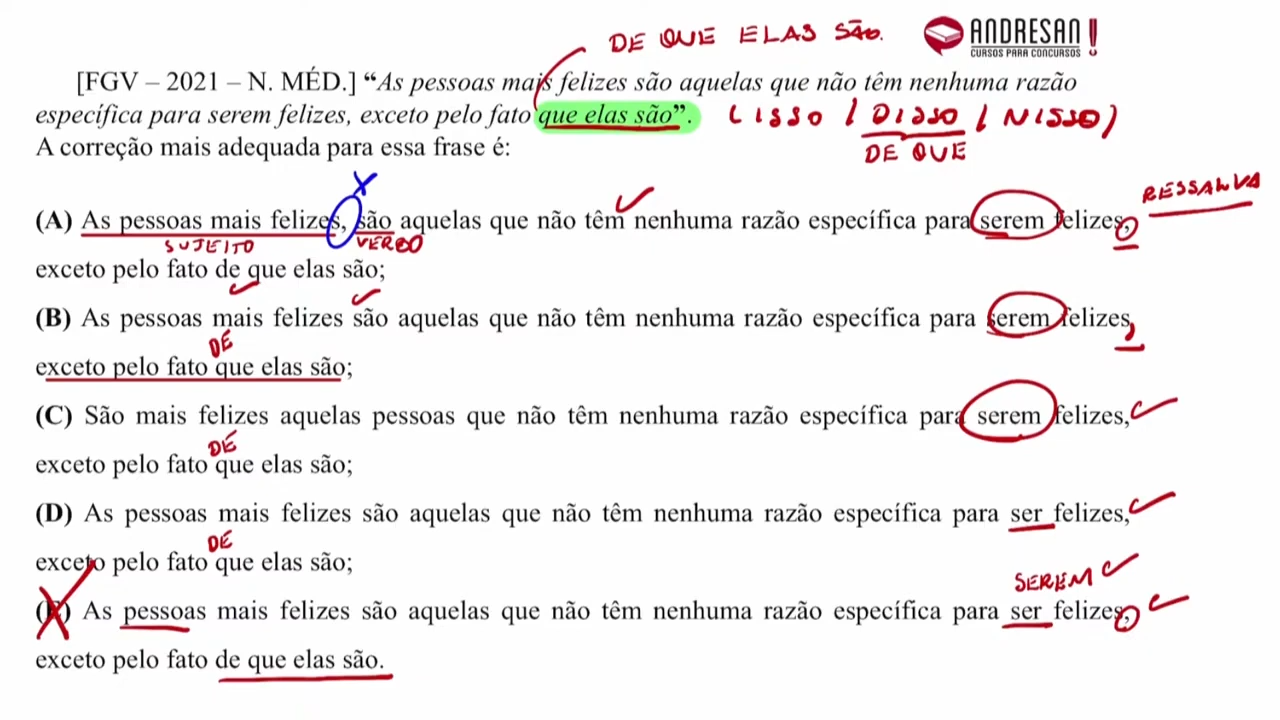 DE QUE ELAS SÃO.
ANDRESAN!
CURSOS PARA CONCURSOS
[FGV – 2021 – N. MÉD.] “As pessoas mais felizes são aquelas que não têm nenhuma razão
específica para serem felizes, exceto pelo fato que elas são”.
(ISSO / DISSO / NISSO)
DE QUE
A correção mais adequada para essa frase é:
X
RESSALVA
(A) As pessoas mais felizes, são aquelas que não têm nenhuma razão específica para serem felizes,
SUJEITO VERBO
exceto pelo fato de que elas são;
(B) As pessoas mais felizes são aquelas que não têm nenhuma razão específica para serem felizes,
DE
exceto pelo fato que elas são;
(C) São mais felizes aquelas pessoas que não têm nenhuma razão específica para serem felizes,
DE
exceto pelo fato que elas são;
(D) As pessoas mais felizes são aquelas que não têm nenhuma razão específica para ser felizes,
DE
exceto pelo fato que elas são;
SEREM
(E) As pessoas mais felizes são aquelas que não têm nenhuma razão específica para ser felizes,
exceto pelo fato de que elas são.